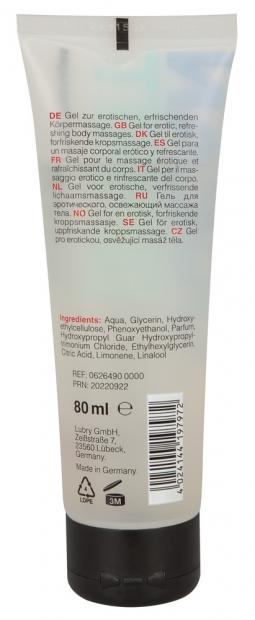 DE Gel zur erotischen, erfrischenden
Körpermassage. GB Gel for erotic, refre-
shing body massages. DK Gel til erotisk,
forfriskende kropsmassage. ES Gel para
un masaje corporal erótico y refrescante.
FR Gel pour le massage érotique et
rafraîchissant du corps. IT Gel per il mas-
saggio erotico e rinfrescante del corpo.
NL Gel voor erotische, verfrissende
lichaamsmassage. RU Гель для
эротического, освежающий массажа
тела. NO Gel for en erotisk, forfriskende
kroppsmassasje. SE Gel för erotisk,
uppfriskande kroppsmassage. CZ Gel
pro erotickou, osvěžující masáž těla.
Ingredients: Aqua, Glycerin, Hydroxy-
ethylcellulose, Phenoxyethanol, Parfum,
Hydroxypropyl Guar Hydroxypropyl-
trimonium Chloride, Ethylhexylglycerin,
Citric Acid, Limonene, Linalool
REF: 0626490 0000
PRN: 20220922
80 ml e
Lubry GmbH,
Zeißstraße 7,
23560 Lübeck,
Germany.
Made in Germany.
4
LDPE
3M
4 024144 197972